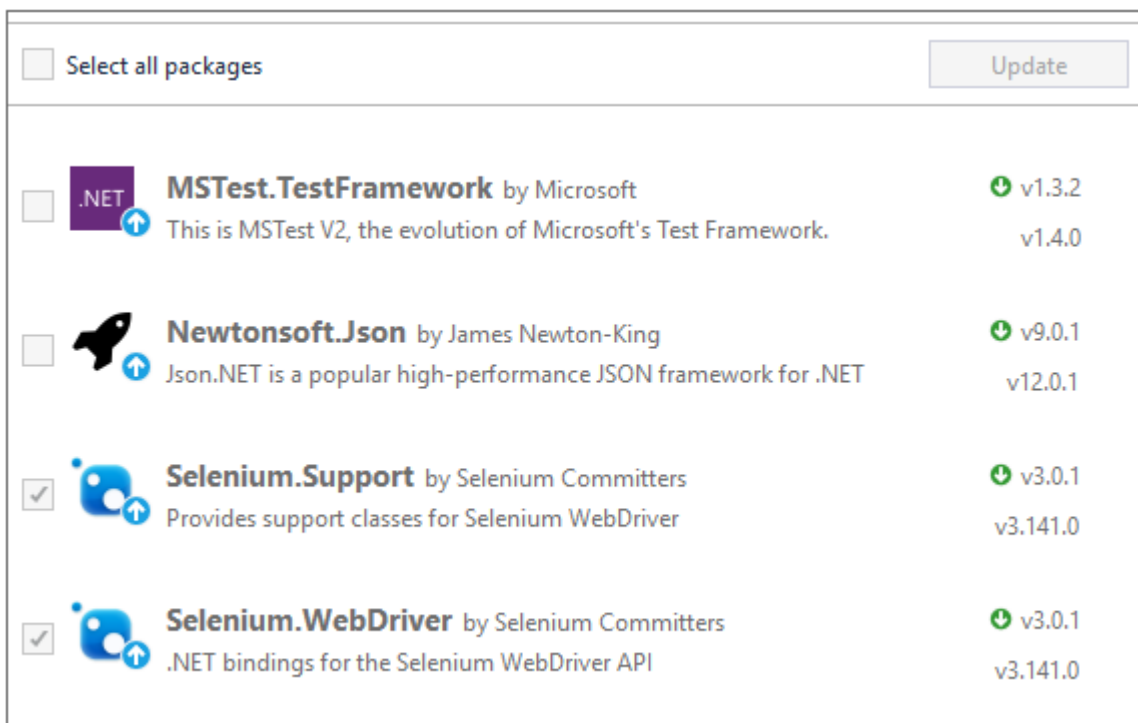 Select all packages Update
.NET MSTest.TestFramework by Microsoft v1.3.2
This is MSTest V2, the evolution of Microsoft's Test Framework. v1.4.0
Newtonsoft.Json by James Newton-King v9.0.1
Json.NET is a popular high-performance JSON framework for .NET v12.0.1
Selenium.Support by Selenium Committers v3.0.1
Provides support classes for Selenium WebDriver v3.141.0
Selenium.WebDriver by Selenium Committers v3.0.1
.NET bindings for the Selenium WebDriver API v3.141.0